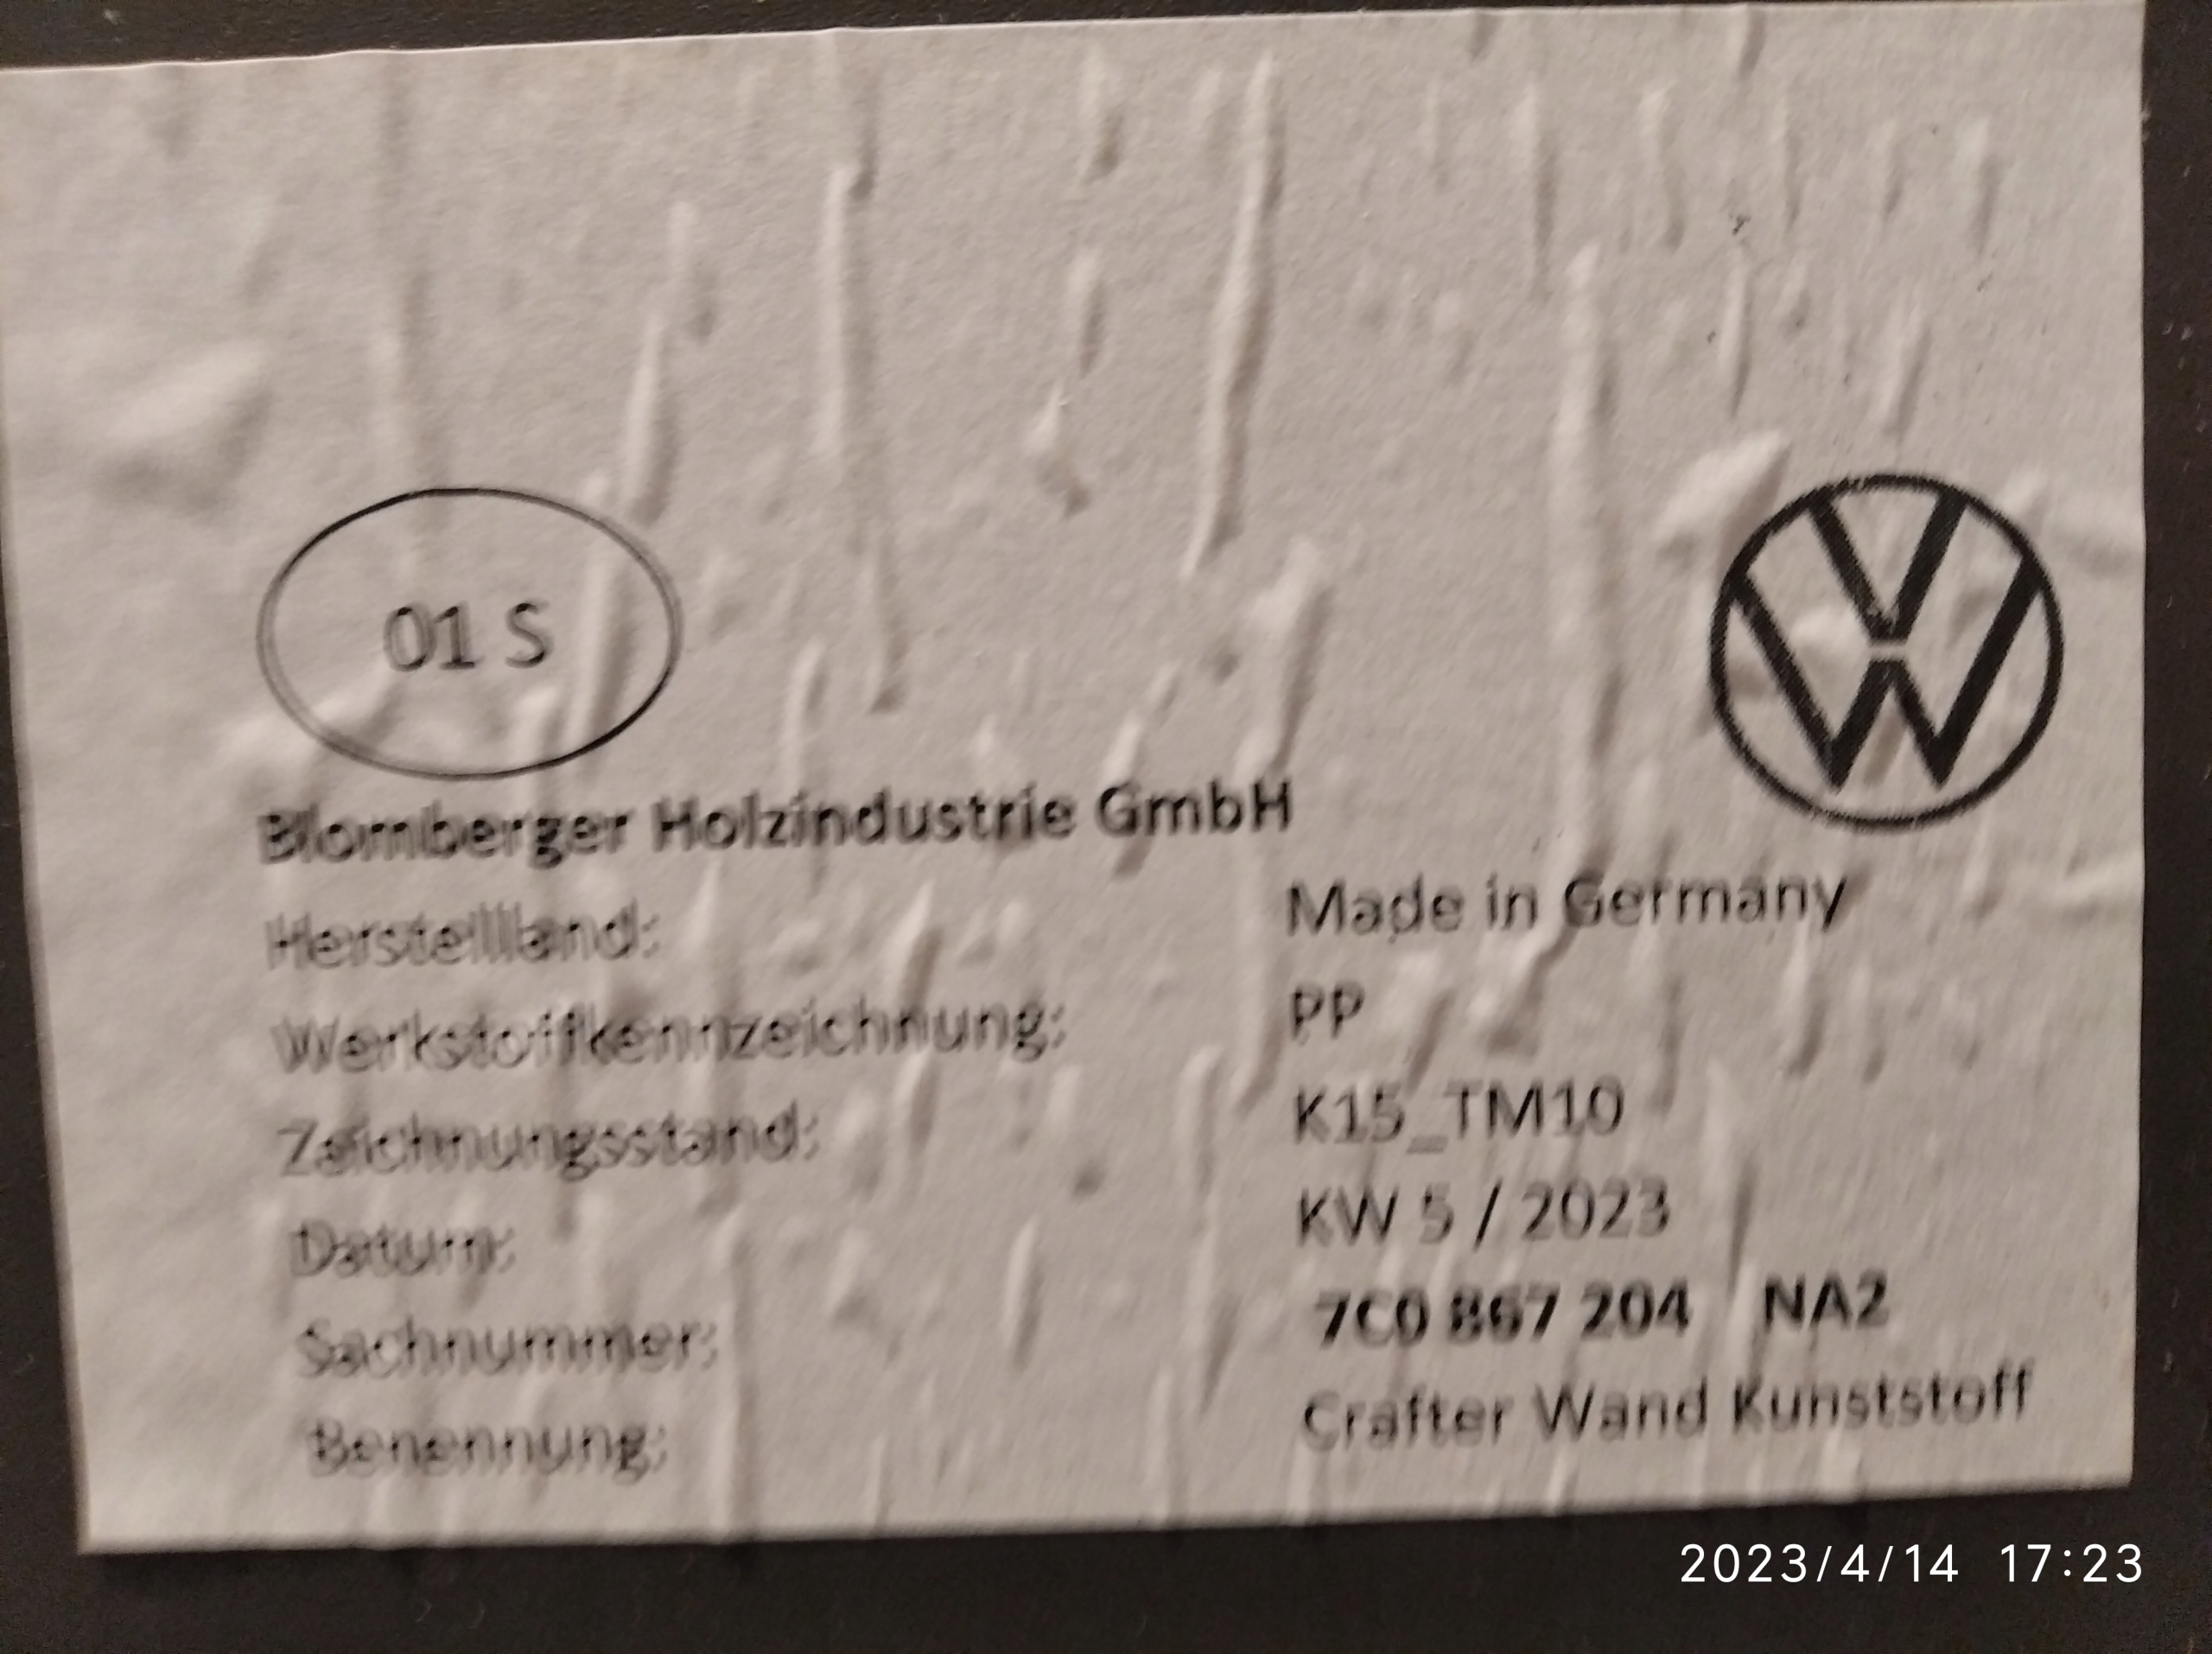 01 S
Blomberger Holzindustrie GmbH
Herstellland: Made in Germany
Werkstoffkennzeichnung: PP
Zeichnungsstand: K15_TM10
Datum: KW 5 / 2023
Sachnummer: 7C0 867 204 NA2
Benennung: Crafter Wand Kunststoff
2023/4/14 17:23